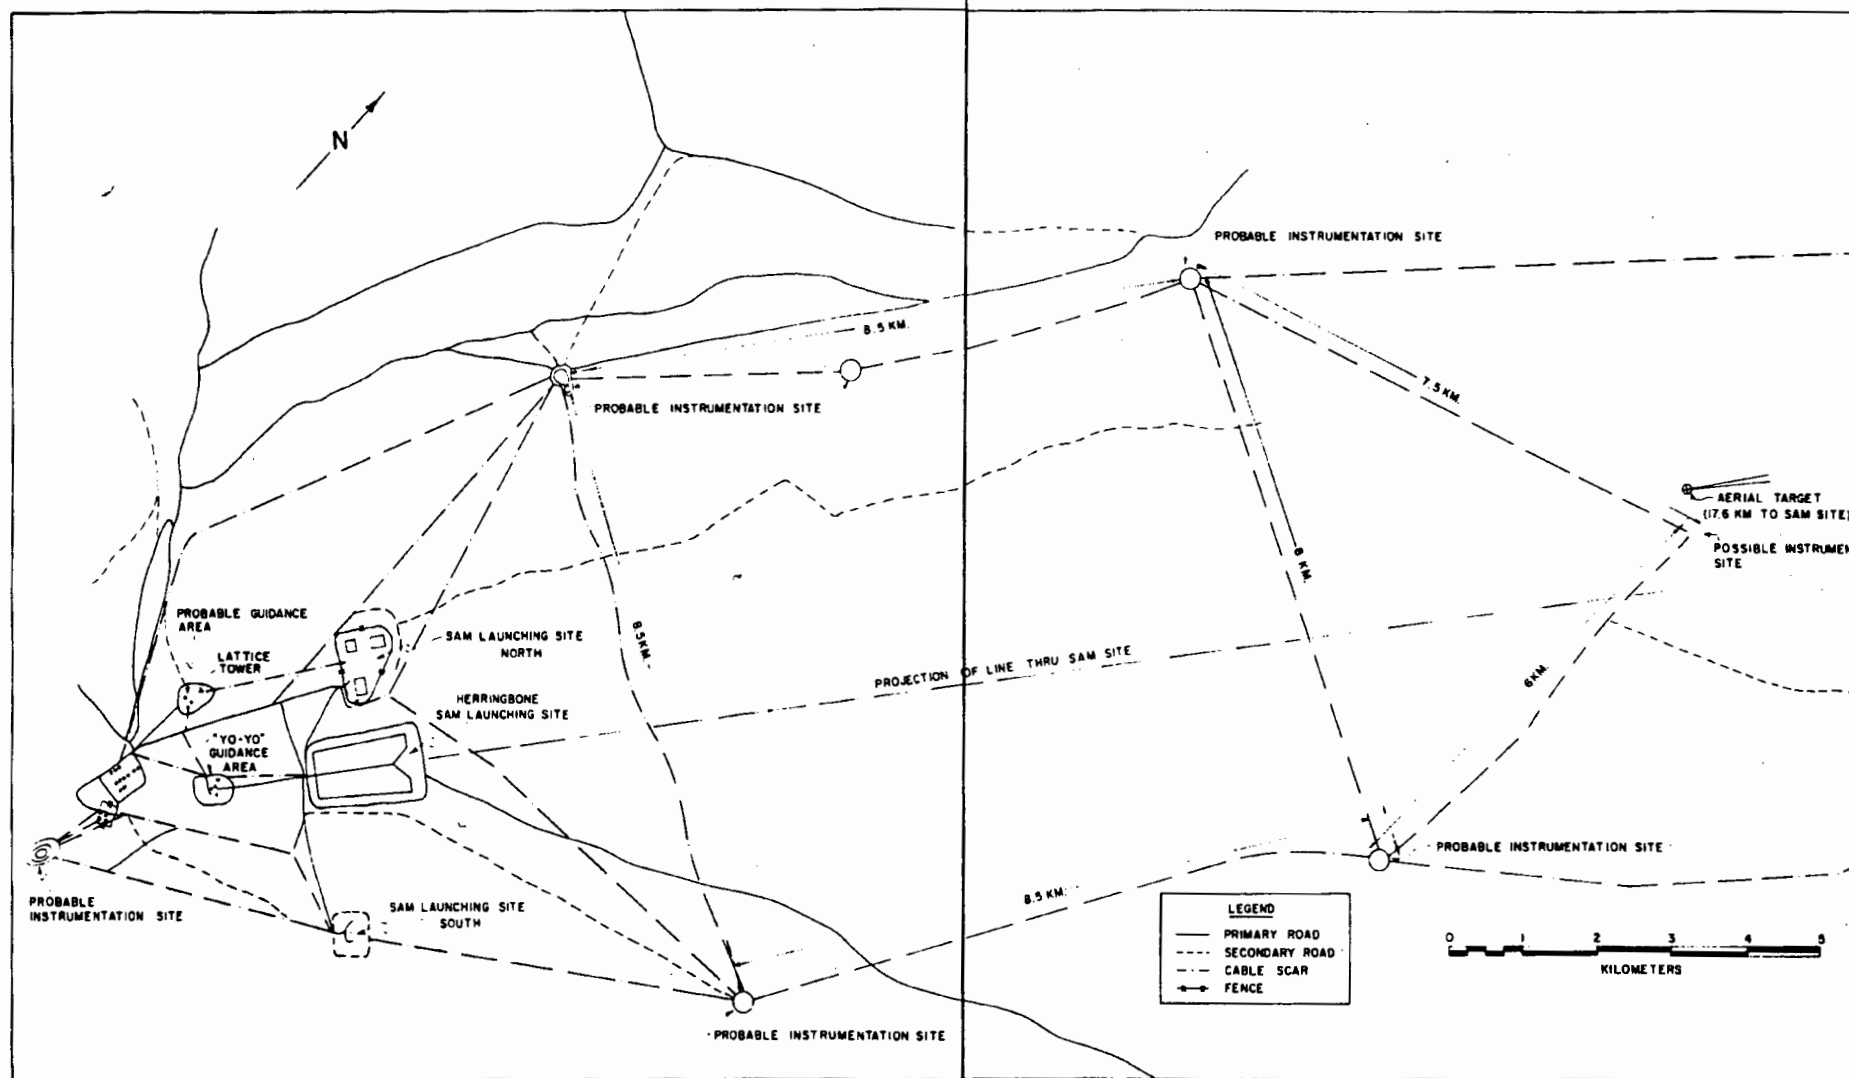 N
PROBABLE INSTRUMENTATION SITE
8.5 KM.
PROBABLE INSTRUMENTATION SITE
7.5 KM.
AERIAL TARGET
(17.6 KM TO SAM SITE)
POSSIBLE INSTRUMEN
SITE
8 KM.
PROBABLE GUIDANCE
AREA
LATTICE
TOWER
SAM LAUNCHING SITE
NORTH
8.5KM.
PROJECTION OF LINE THRU SAM SITE
6KM.
HERRINGBONE
SAM LAUNCHING SITE
"YO-YO"
GUIDANCE
AREA
PROBABLE INSTRUMENTATION SITE
PROBABLE
INSTRUMENTATION SITE
SAM LAUNCHING SITE
SOUTH
8.5 KM.
LEGEND
PRIMARY ROAD
SECONDARY ROAD
CABLE SCAR
FENCE
0 1 2 3 4 5
KILOMETERS
PROBABLE INSTRUMENTATION SITE